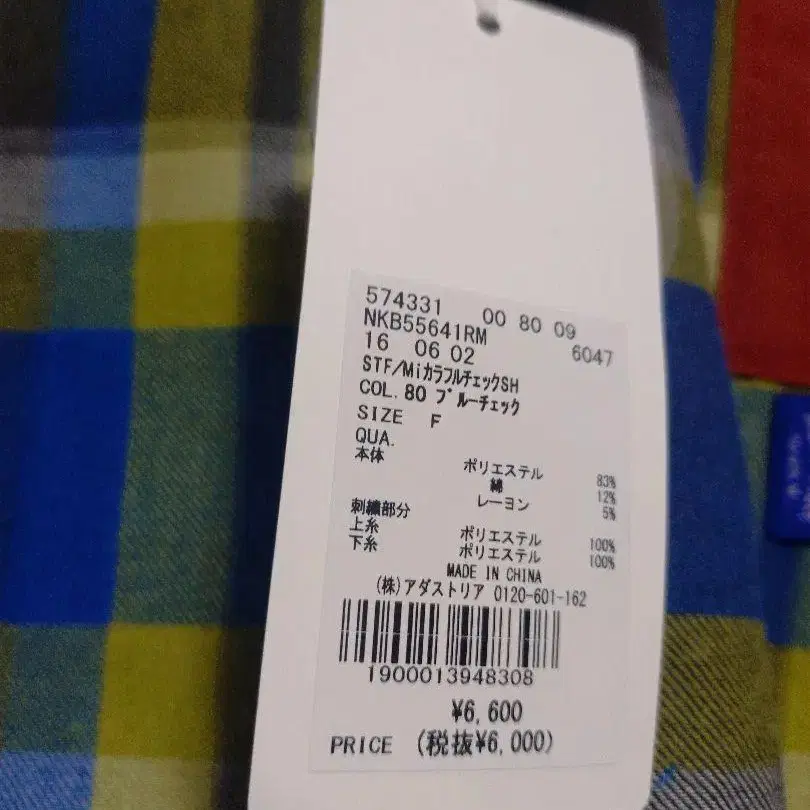 574331 00 80 09
NKB55641RM
16 06 02 6047
STF/MiカラフルチェックSH
COL. 80 ブルーチェック
SIZE F
QUA.
本体 ポリエステル 83%
綿 12%
レーヨン 5%
刺繍部分
上糸 ポリエステル 100%
下糸 ポリエステル 100%
MADE IN CHINA
(株)アダストリア 0120-601-162
1900013948308
¥6,600
PRICE (税抜¥6,000)